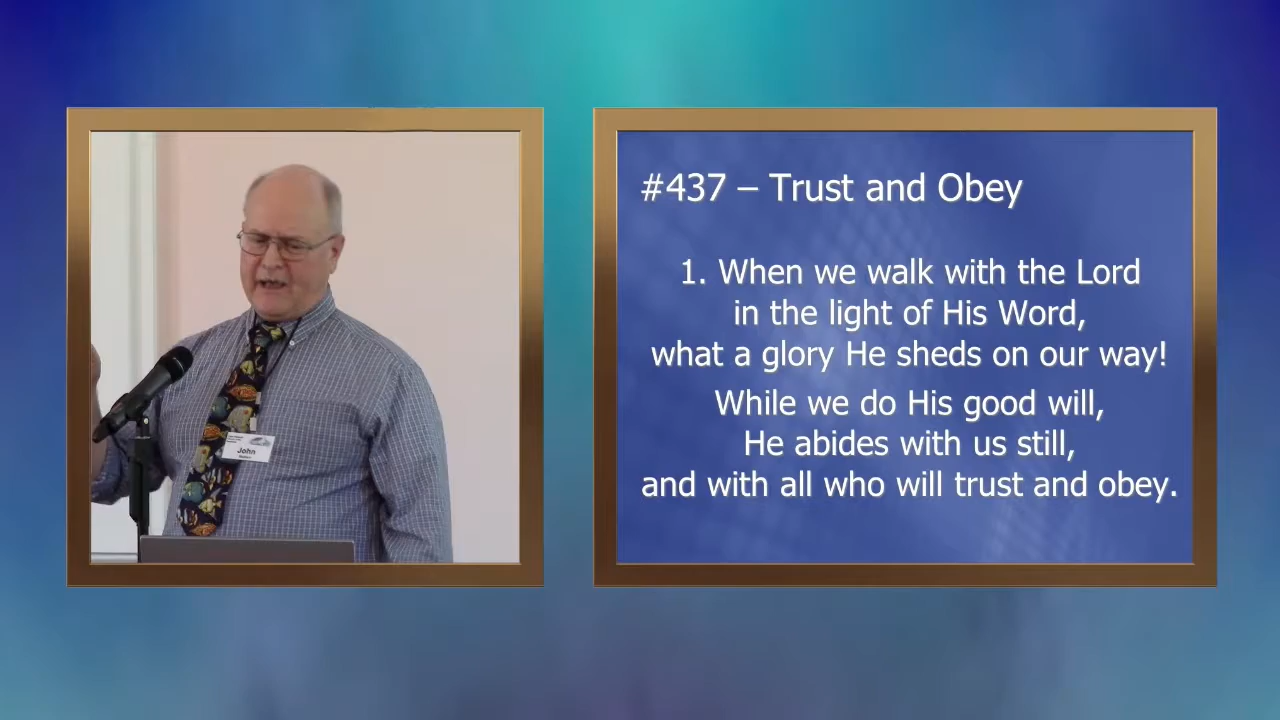 John
#437 – Trust and Obey
1. When we walk with the Lord
in the light of His Word,
what a glory He sheds on our way!
While we do His good will,
He abides with us still,
and with all who will trust and obey.